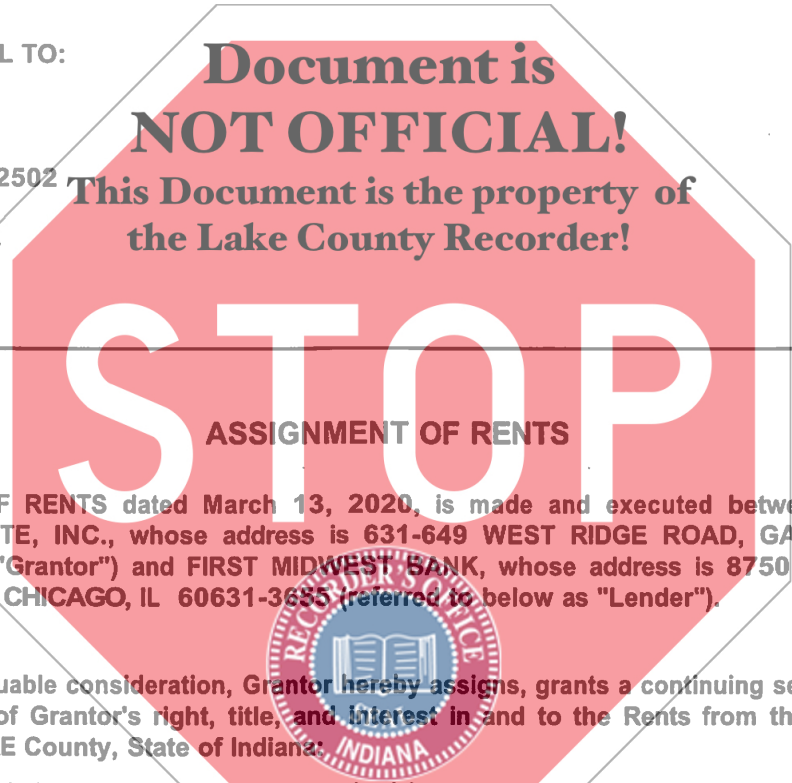 L TO:
Document is
NOT OFFICIAL!
2502
This Document is the property of
the Lake County Recorder!
STOP
ASSIGNMENT OF RENTS
F RENTS dated March 13, 2020, is made and executed betwe
TE, INC., whose address is 631-649 WEST RIDGE ROAD, GA
"Grantor") and FIRST MIDWEST BANK, whose address is 8750
CHICAGO, IL 60631-3655 (referred to below as "Lender").
RECORDER'S OFFICE
uable consideration, Grantor hereby assigns, grants a continuing se
of Grantor's right, title, and interest in and to the Rents from th
E County, State of Indiana:
INDIANA